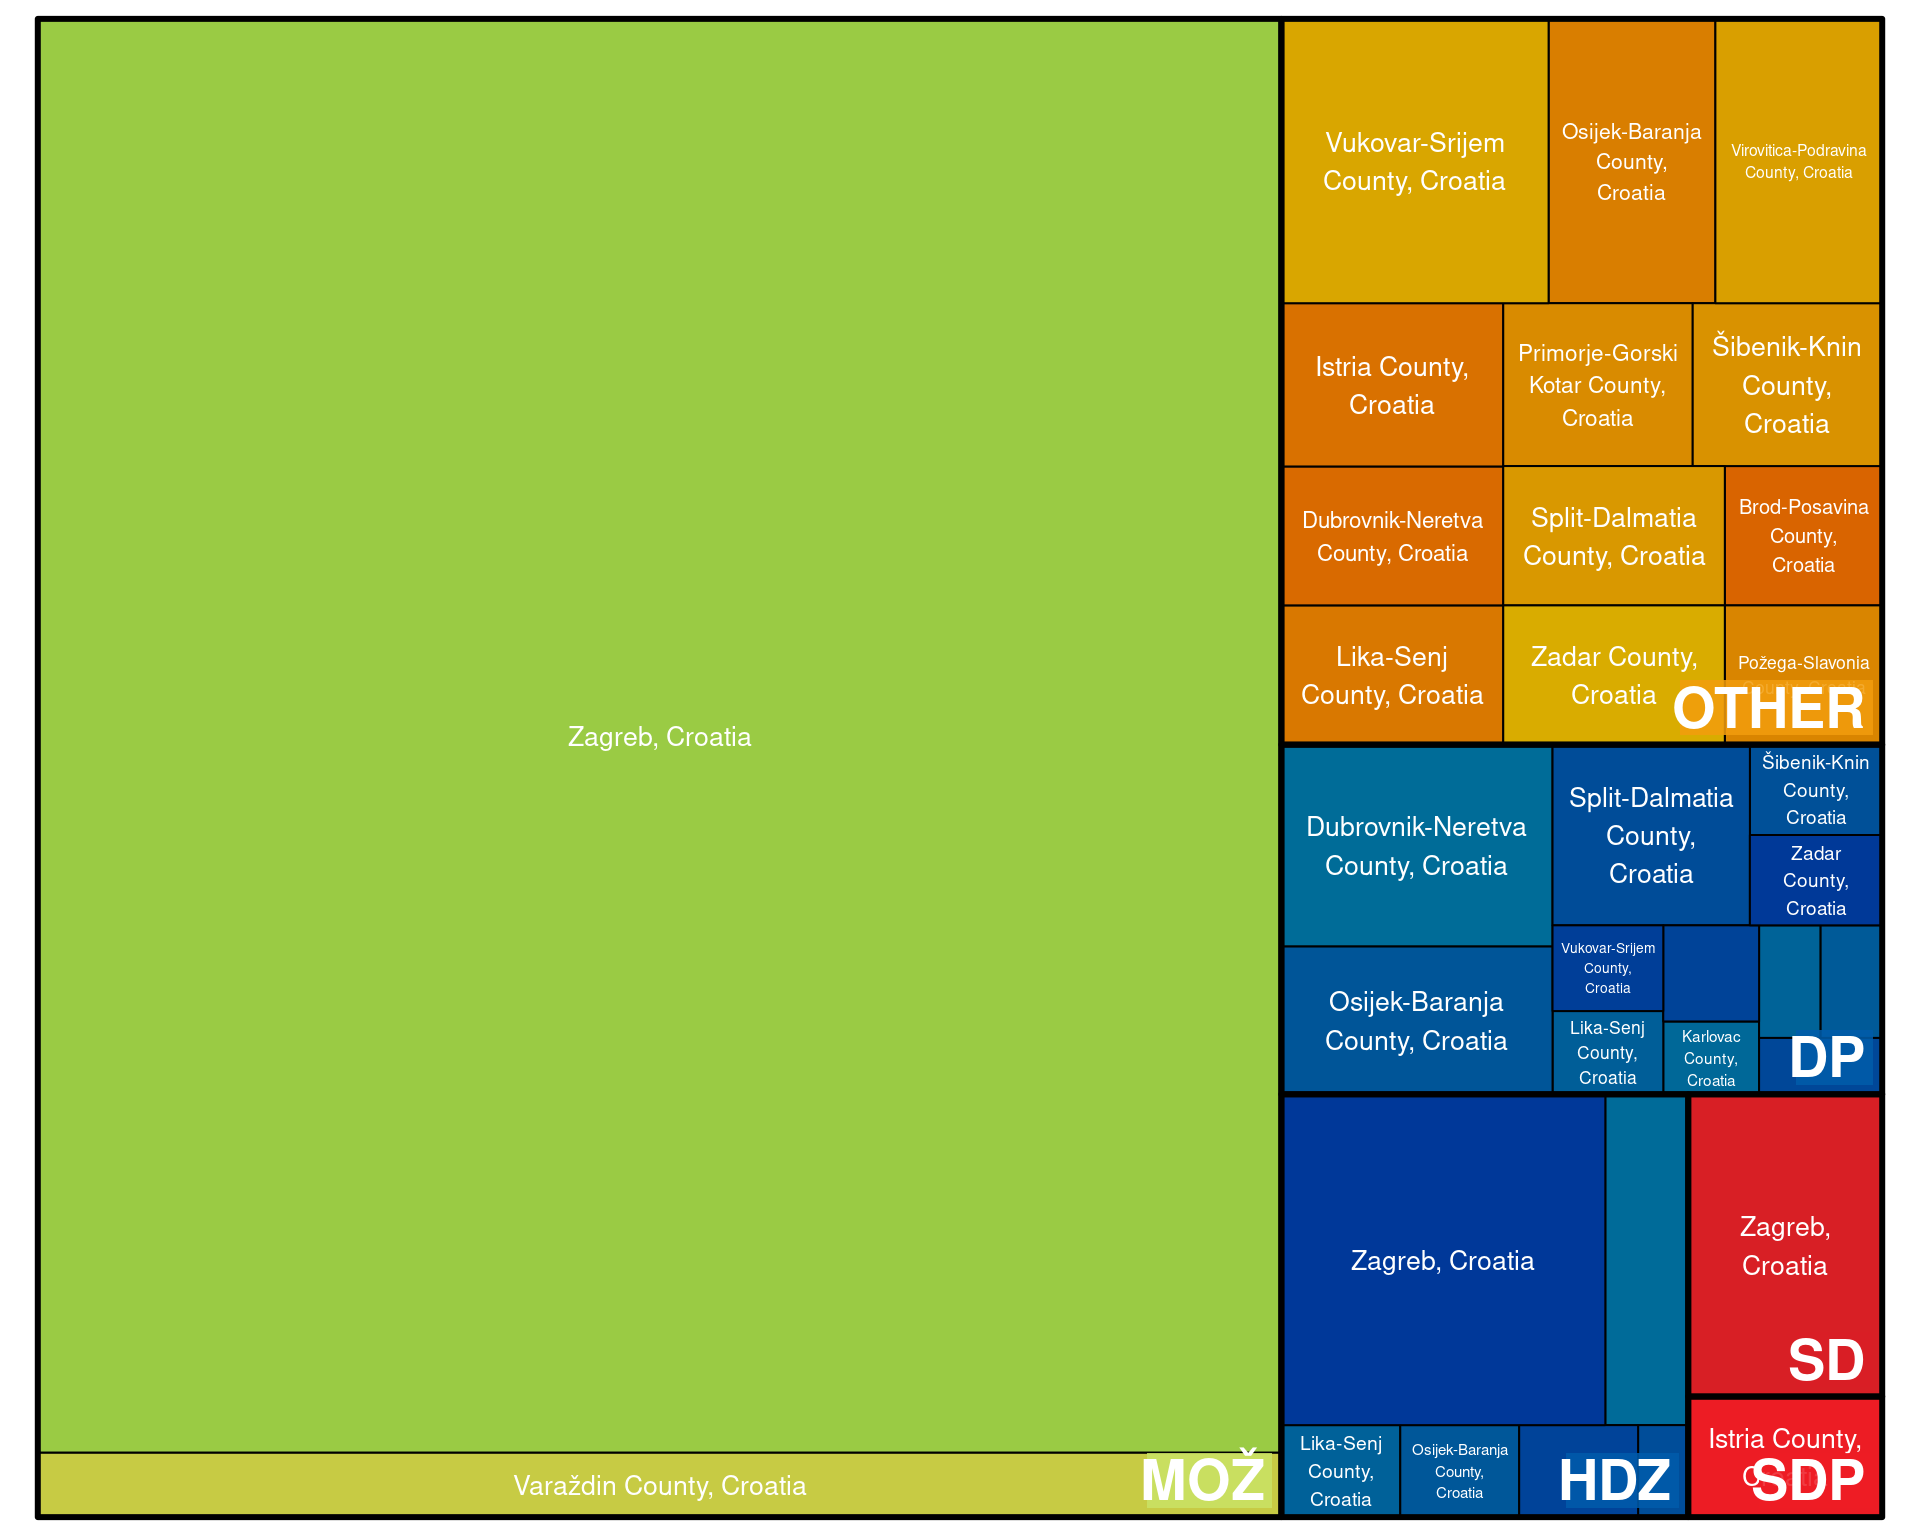 Zagreb, Croatia
Varaždin County, Croatia
MOŽ
Vukovar-Srijem
County, Croatia
Osijek-Baranja
County,
Croatia
Virovitica-Podravina
County, Croatia
Istria County,
Croatia
Primorje-Gorski
Kotar County,
Croatia
Šibenik-Knin
County,
Croatia
Dubrovnik-Neretva
County, Croatia
Split-Dalmatia
County, Croatia
Brod-Posavina
County,
Croatia
Lika-Senj
County, Croatia
Zadar County,
Croatia
Požega-Slavonia
OTHER
Dubrovnik-Neretva
County, Croatia
Split-Dalmatia
County,
Croatia
Šibenik-Knin
County,
Croatia
Zadar
County,
Croatia
Osijek-Baranja
County, Croatia
Vukovar-Srijem
County,
Croatia
Lika-Senj
County,
Croatia
Karlovac
County,
Croatia
DP
Zagreb, Croatia
Lika-Senj
County,
Croatia
Osijek-Baranja
County,
Croatia
HDZ
Zagreb,
Croatia
SD
Istria County,
SDP